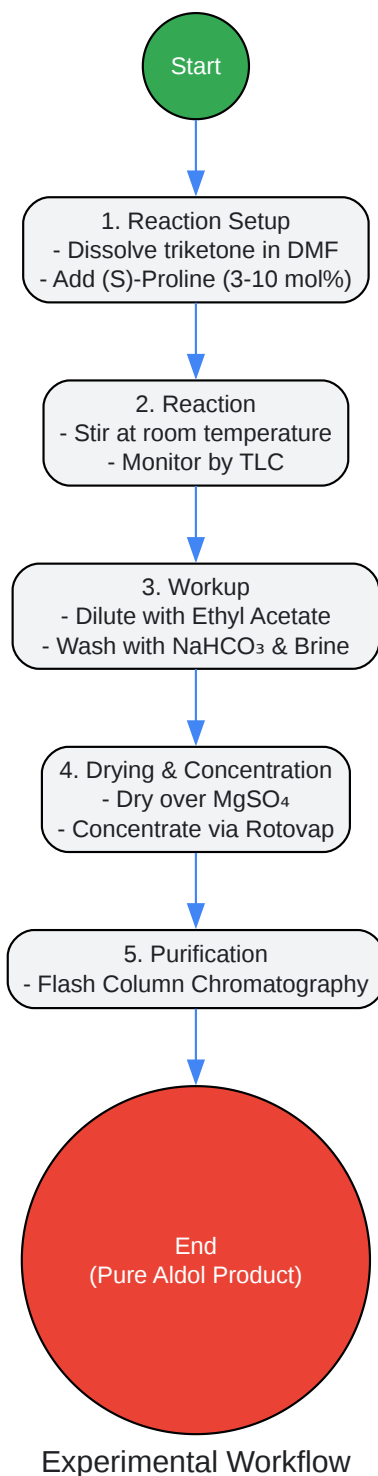 Start
1. Reaction Setup
- Dissolve triketone in DMF
- Add (S)-Proline (3-10 mol%)
2. Reaction
- Stir at room temperature
- Monitor by TLC
3. Workup
- Dilute with Ethyl Acetate
- Wash with NaHCO₃ & Brine
4. Drying & Concentration
- Dry over MgSO₄
- Concentrate via Rotovap
5. Purification
- Flash Column Chromatography
End
(Pure Aldol Product)
Experimental Workflow